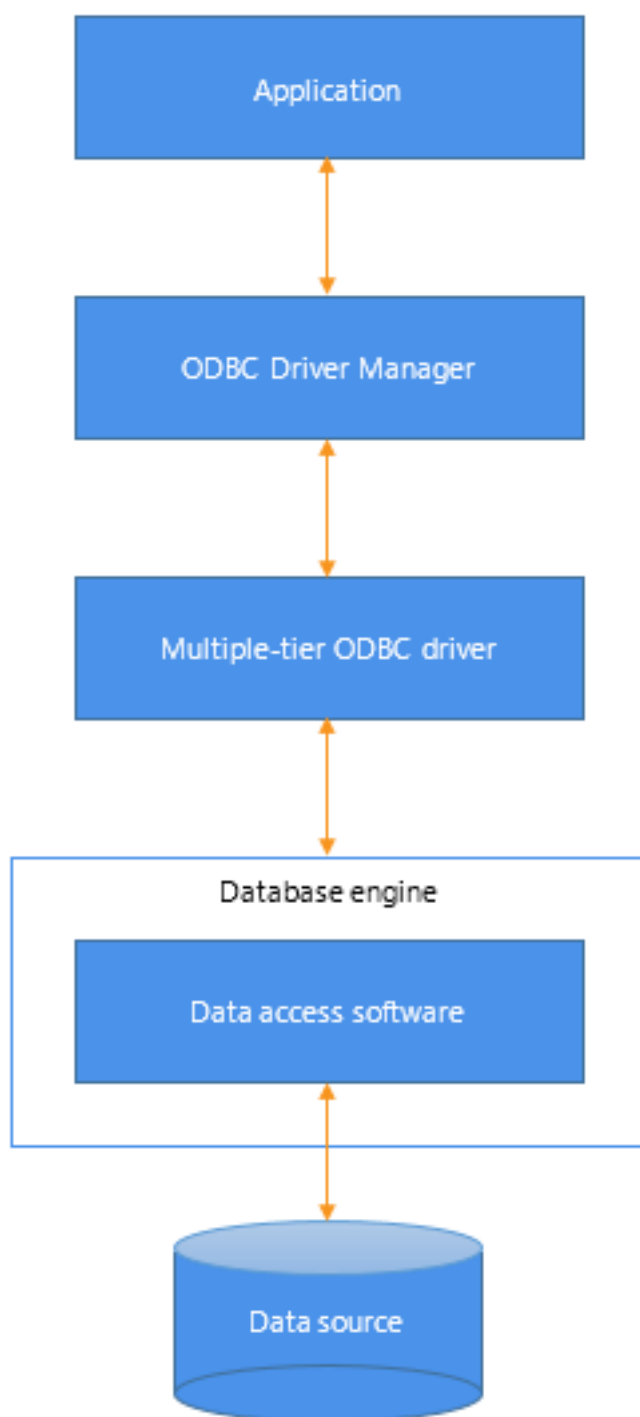 Application
ODBC Driver Manager
Multiple-tier ODBC driver
Database engine
Data access software
Data source